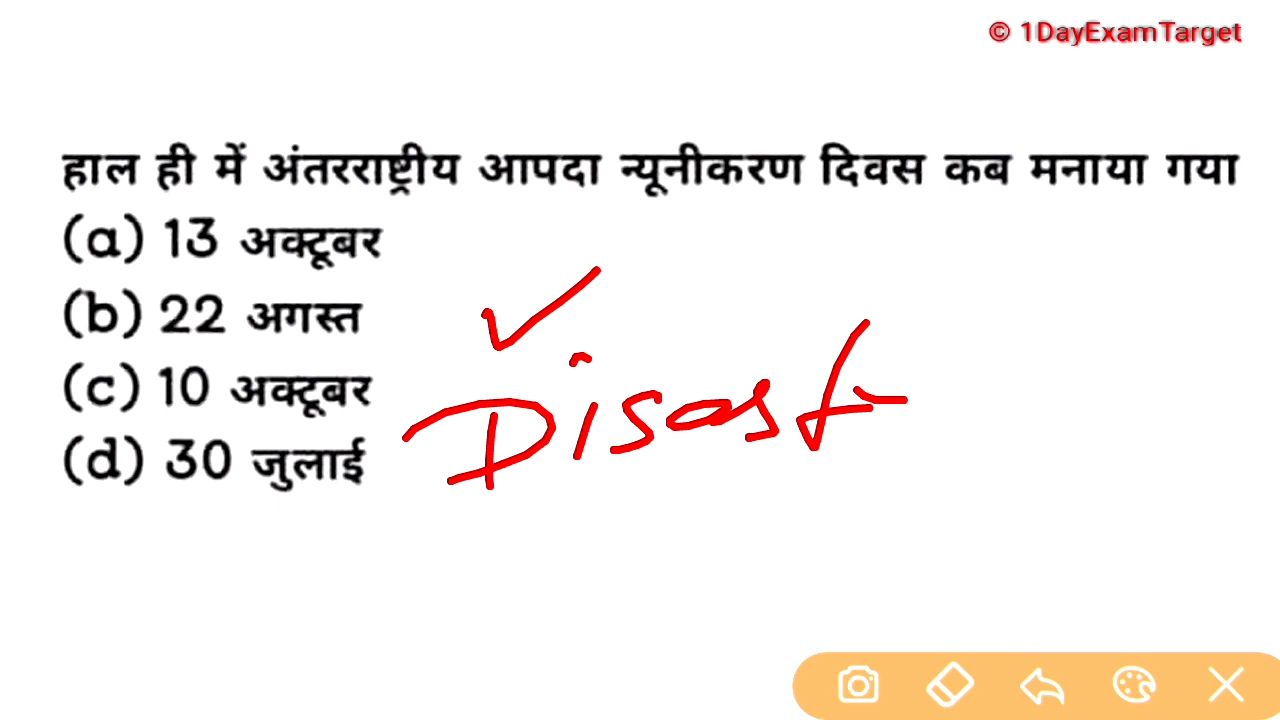 © 1DayExamTarget
हाल ही में अंतरराष्ट्रीय आपदा न्यूनीकरण दिवस कब मनाया गया
(a) 13 अक्टूबर
(b) 22 अगस्त
(c) 10 अक्टूबर
(d) 30 जुलाई
Disast